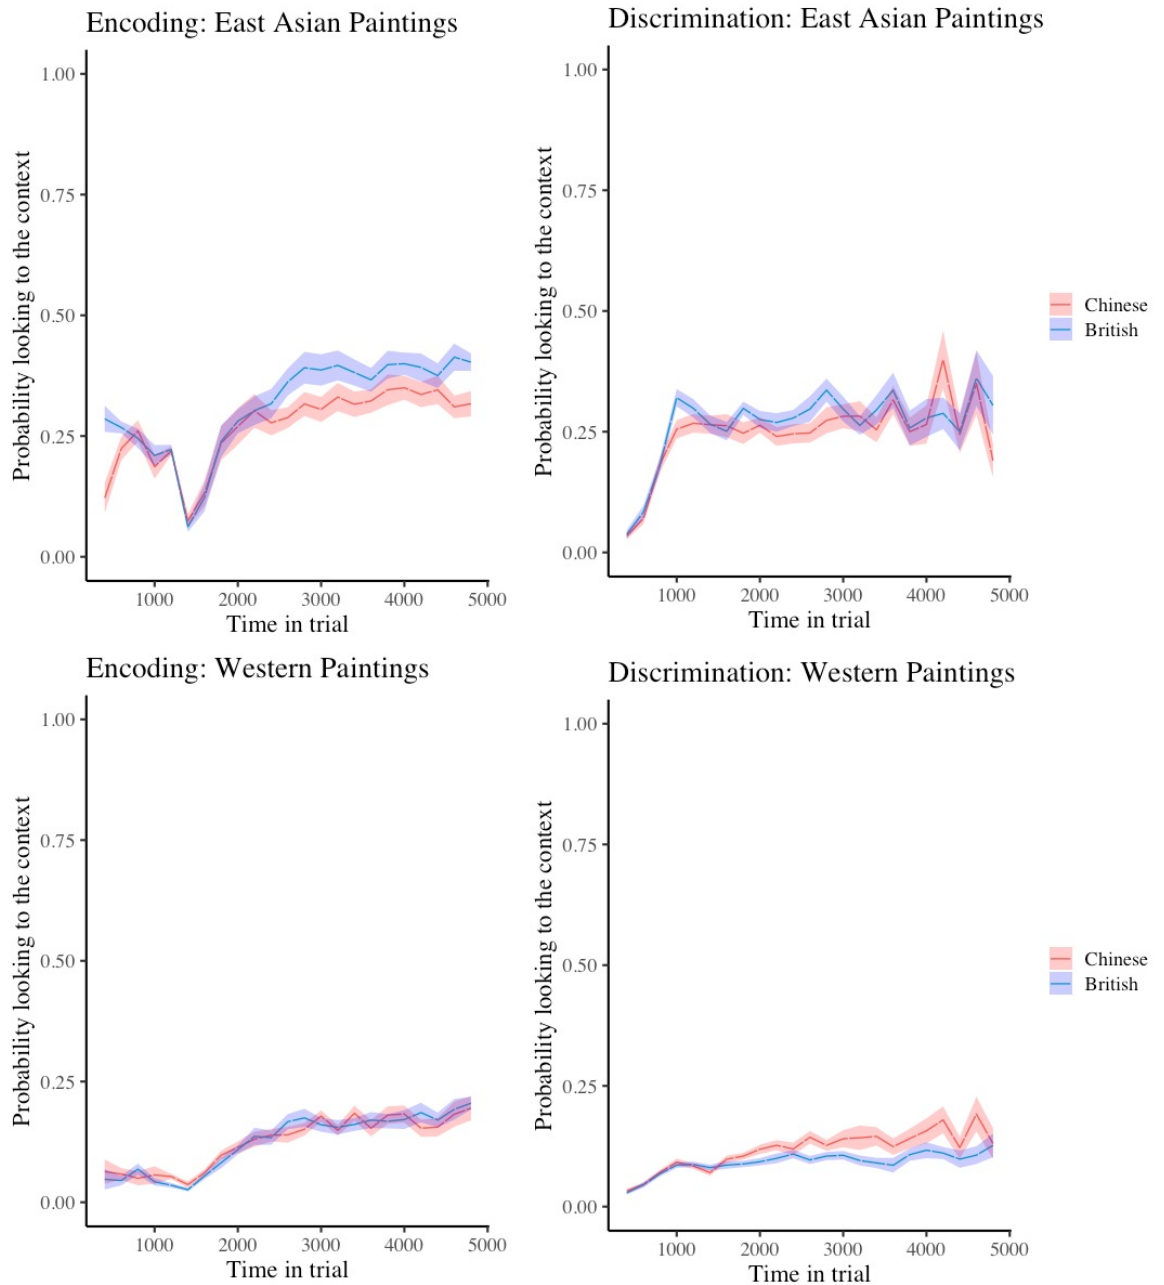 Encoding: East Asian Paintings
Probability looking to the context
1.00
0.75
0.50
0.25
0.00
1000 2000 3000 4000 5000
Time in trial
Discrimination: East Asian Paintings
Probability looking to the context
1.00
0.75
0.50
0.25
0.00
1000 2000 3000 4000 5000
Time in trial
Chinese
British
Encoding: Western Paintings
Probability looking to the context
1.00
0.75
0.50
0.25
0.00
1000 2000 3000 4000 5000
Time in trial
Discrimination: Western Paintings
Probability looking to the context
1.00
0.75
0.50
0.25
0.00
1000 2000 3000 4000 5000
Time in trial
Chinese
British